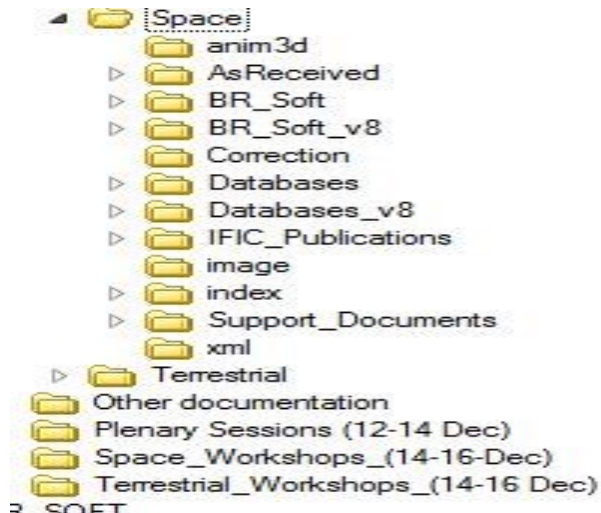 Space
anim3d
AsReceived
BR_Soft
BR_Soft_v8
Correction
Databases
Databases_v8
IFIC_Publications
image
index
Support_Documents
xml
Terrestrial
Other documentation
Plenary Sessions (12-14 Dec)
Space_Workshops_(14-16-Dec)
Terrestrial_Workshops_(14-16 Dec)